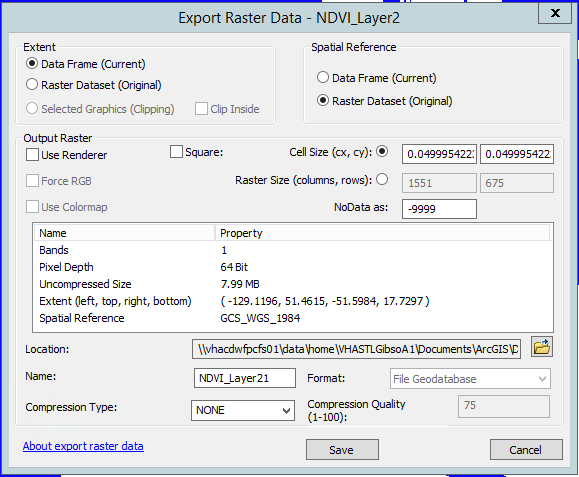 Export Raster Data - NDVI_Layer2
x
Extent
Data Frame (Current)
Raster Dataset (Original)
Selected Graphics (Clipping)
Clip Inside
Spatial Reference
Data Frame (Current)
Raster Dataset (Original)
Output Raster
Use Renderer
Square:
Cell Size (cx, cy):
0.049995422
0.049995422
Force RGB
Raster Size (columns, rows):
1551
675
Use Colormap
NoData as:
-9999
Name Property
Bands 1
Pixel Depth 64 Bit
Uncompressed Size 7.99 MB
Extent (left, top, right, bottom) ( -129.1196, 51.4615, -51.5984, 17.7297 )
Spatial Reference GCS_WGS_1984
Location:
\\vhacdwfpcfs01\data\home\VHASTLGibsoA1\Documents\ArcGIS\D
Name:
NDVI_Layer21
Format:
File Geodatabase
Compression Type:
NONE
Compression Quality
(1-100):
75
About export raster data
Save
Cancel